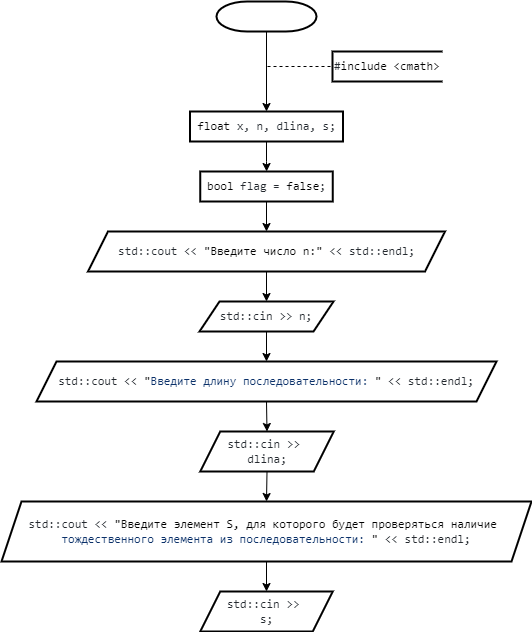 #include <cmath>
float x, n, dlina, s;
bool flag = false;
std::cout << "Введите число n:" << std::endl;
std::cin >> n;
std::cout << "Введите длину последовательности: " << std::endl;
std::cin >>
dlina;
std::cout << "Введите элемент S, для которого будет проверяться наличие
тождественного элемента из последовательности: " << std::endl;
std::cin >>
s;